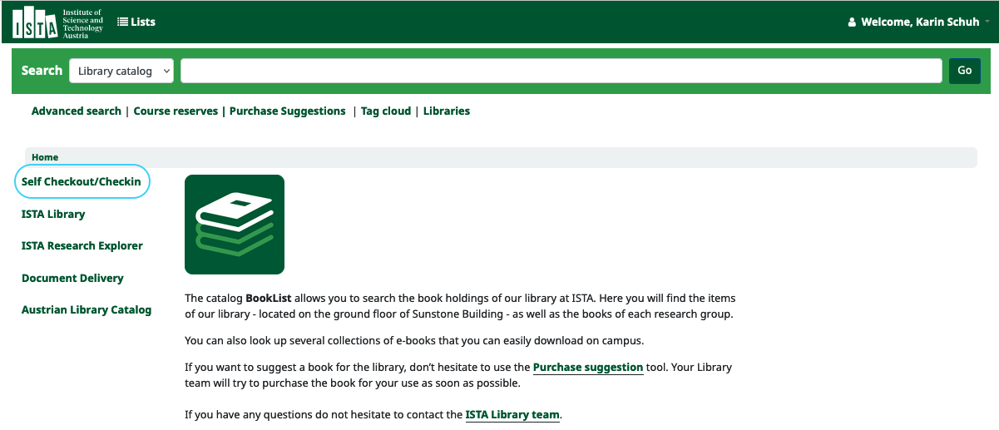 ISTA
Institute of
Science and
Technology
Austria
Lists
Welcome, Karin Schuh
Search
Library catalog
Go
Advanced search | Course reserves | Purchase Suggestions | Tag cloud | Libraries
Home
Self Checkout/Checkin
ISTA Library
ISTA Research Explorer
Document Delivery
Austrian Library Catalog
The catalog BookList allows you to search the book holdings of our library at ISTA. Here you will find the items
of our library - located on the ground floor of Sunstone Building - as well as the books of each research group.
You can also look up several collections of e-books that you can easily download on campus.
If you want to suggest a book for the library, don't hesitate to use the Purchase suggestion tool. Your Library
team will try to purchase the book for your use as soon as possible.
If you have any questions do not hesitate to contact the ISTA Library team.